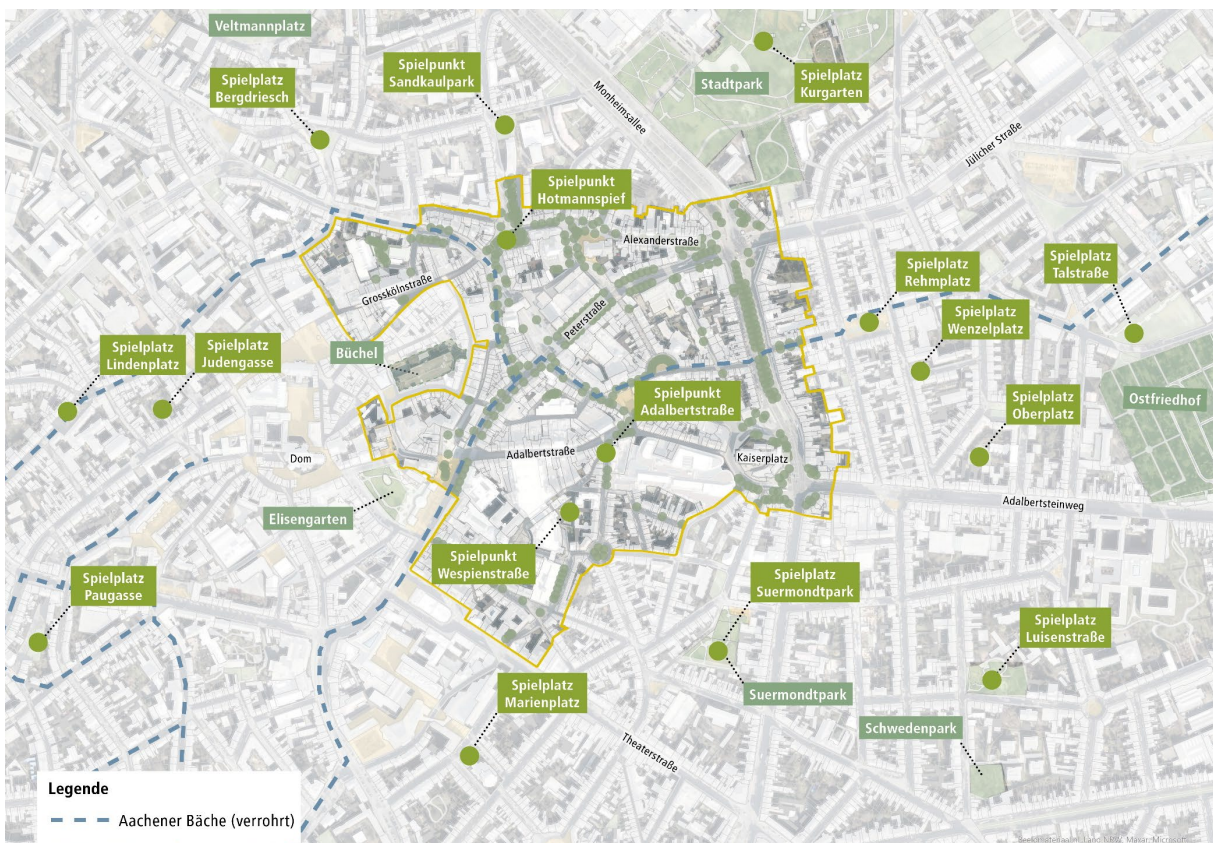 Veltmannplatz
Spielplatz
Bergdriesch
Spielpunkt
Sandkaulpark
Monheimsallee
Stadtpark
Spielplatz
Kurgarten
Jülicher Straße
Spielpunkt
Hotmannspief
Alexanderstraße
Grosskölnstraße
Peterstraße
Spielplatz
Rehmplatz
Spielplatz
Talstraße
Spielplatz
Wenzelplatz
Spielplatz
Lindenplatz
Spielplatz
Judengasse
Büchel
Spielpunkt
Adalbertstraße
Spielplatz
Oberplatz
Ostfriedhof
Dom
Adalbertstraße
Kaiserplatz
Adalbertsteinweg
Elisengarten
Spielpunkt
Wespienstraße
Spielplatz
Paugasse
Spielplatz
Suermondtpark
Spielplatz
Luisenstraße
Spielplatz
Marienplatz
Suermondtpark
Schwedenpark
Theaterstraße
Legende
Aachener Bäche (verrohrt)